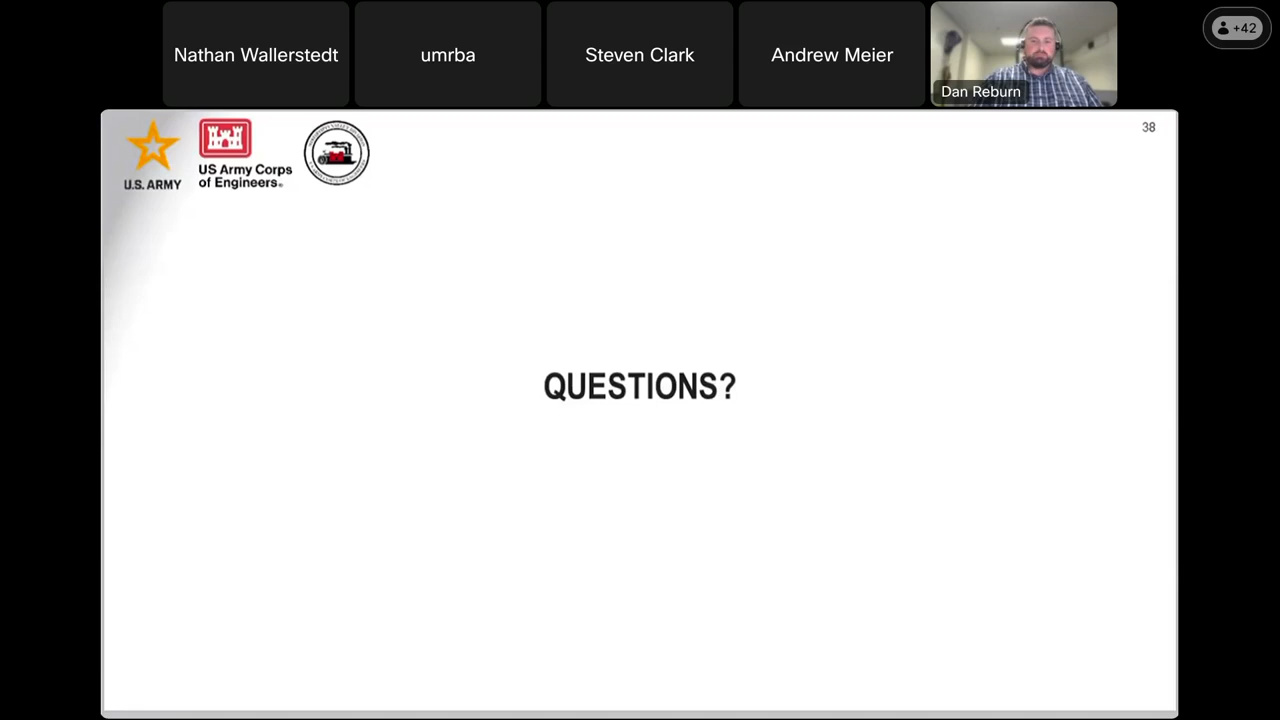 Nathan Wallerstedt
umrba
Steven Clark
Andrew Meier
Dan Reburn
+42
38
U.S. ARMY
US Army Corps
of Engineers®
QUESTIONS?